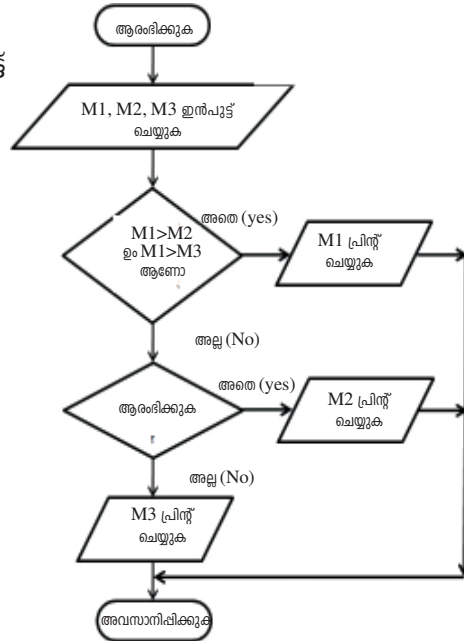 ആരംഭിക്കുക
M1, M2, M3 ഇൻപുട്ട്
ചെയ്യുക
M1>M2
ഉം M1>M3
ആണോ
അതെ (yes)
M1 പ്രിന്റ്
ചെയ്യുക
അല്ല (No)
ആരംഭിക്കുക
അതെ (yes)
M2 പ്രിന്റ്
ചെയ്യുക
അല്ല (No)
M3 പ്രിന്റ്
ചെയ്യുക
അവസാനിപ്പിക്കുക